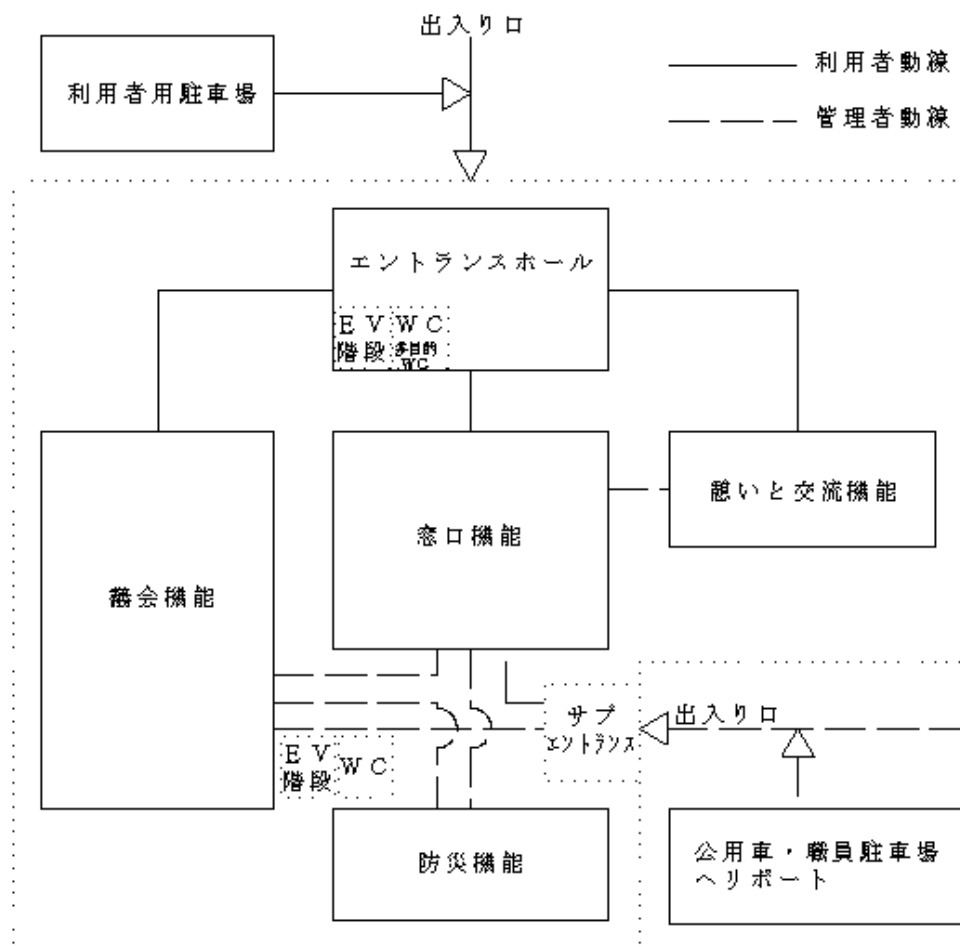 出入り口
利用者用駐車場
利用者動線
管理者動線
エントランスホール
EV
階段
WC
多目的
WC
窓口機能
憩いと交流機能
議会機能
サブ
エントランス
出入り口
EV
階段
WC
防災機能
公用車・職員駐車場
ヘリポート